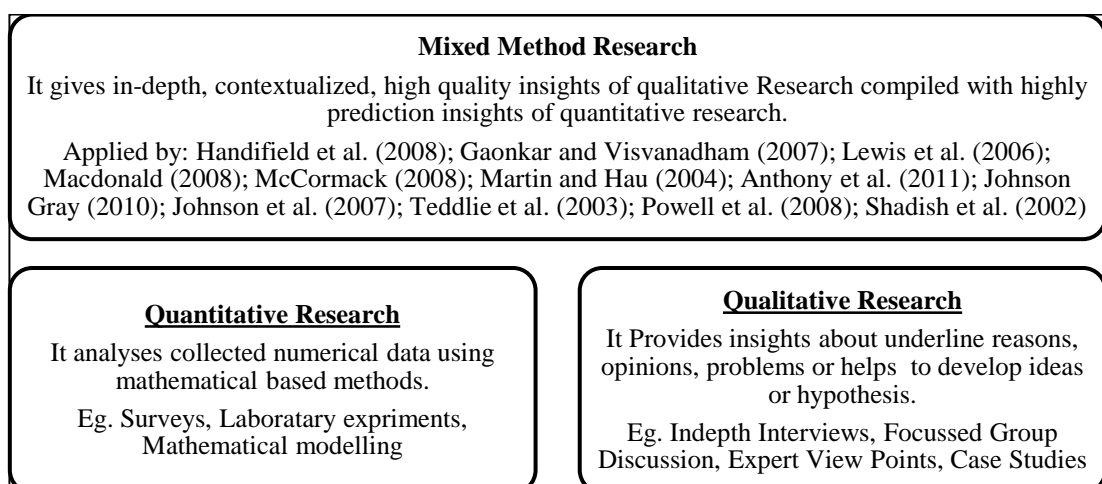 Mixed Method Research
It gives in-depth, contextualized, high quality insights of qualitative Research compiled with highly
prediction insights of quantitative research.
Applied by: Handifield et al. (2008); Gaonkar and Visvanadham (2007); Lewis et al. (2006);
Macdonald (2008); McCormack (2008); Martin and Hau (2004); Anthony et al. (2011); Johnson
Gray (2010); Johnson et al. (2007); Teddlie et al. (2003); Powell et al. (2008); Shadish et al. (2002)
Quantitative Research
It analyses collected numerical data using
mathematical based methods.
Eg. Surveys, Laboratary expriments,
Mathematical modelling
Qualitative Research
It Provides insights about underline reasons,
opinions, problems or helps to develop ideas
or hypothesis.
Eg. Indepth Interviews, Focussed Group
Discussion, Expert View Points, Case Studies